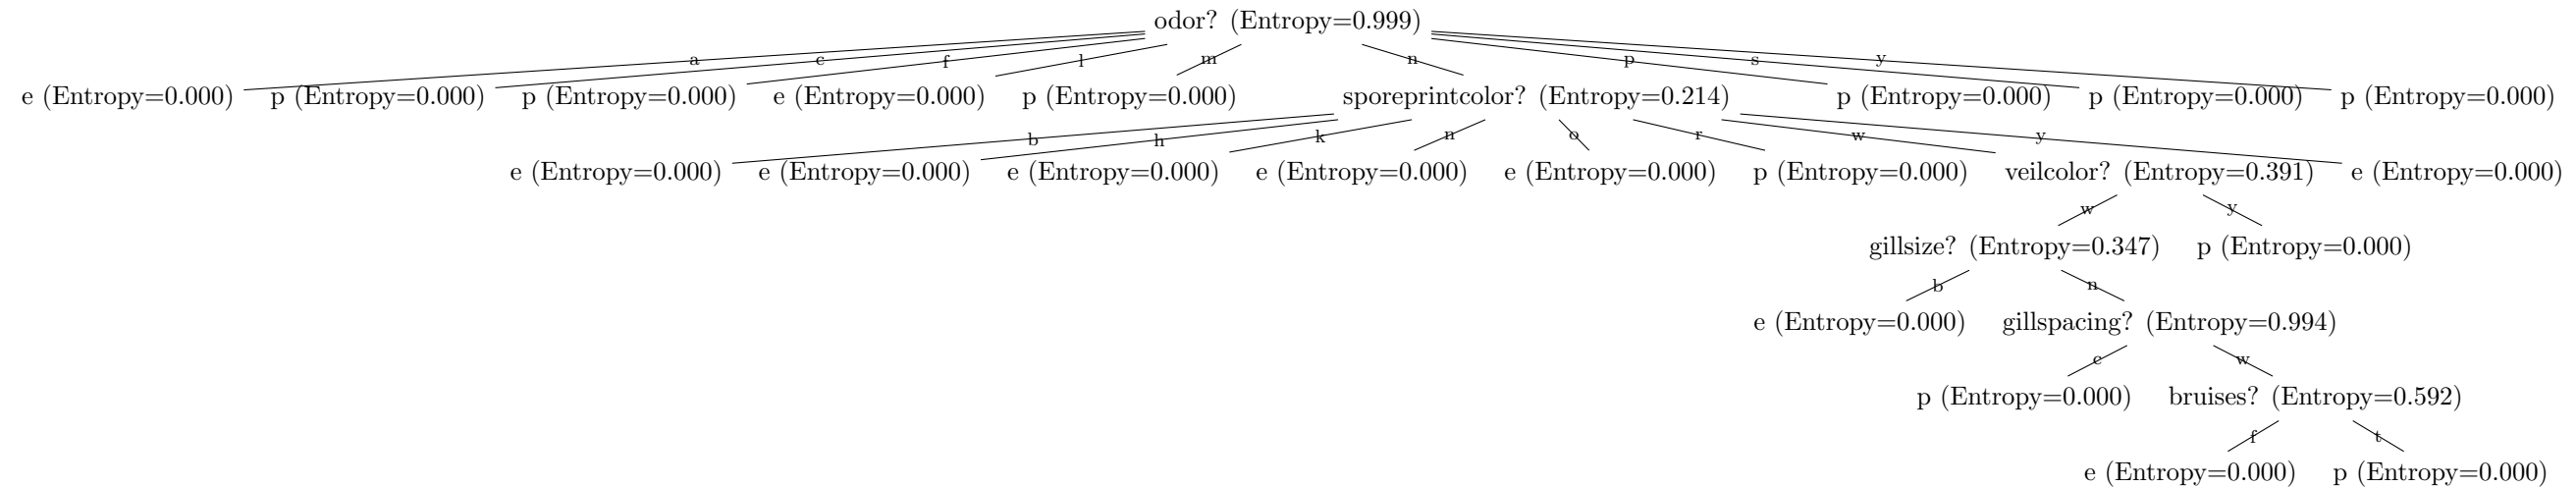 odor? (Entropy=0.999)
a c f l m n p s y
e (Entropy=0.000) p (Entropy=0.000) p (Entropy=0.000) e (Entropy=0.000) p (Entropy=0.000) sporeprintcolor? (Entropy=0.214) p (Entropy=0.000) p (Entropy=0.000) p (Entropy=0.000)
b h k n o r w y
e (Entropy=0.000) e (Entropy=0.000) e (Entropy=0.000) e (Entropy=0.000) e (Entropy=0.000) p (Entropy=0.000) veilcolor? (Entropy=0.391) e (Entropy=0.000)
w y
gillsize? (Entropy=0.347) p (Entropy=0.000)
b n
e (Entropy=0.000) gillspacing? (Entropy=0.994)
c w
p (Entropy=0.000) bruises? (Entropy=0.592)
f t
e (Entropy=0.000) p (Entropy=0.000)